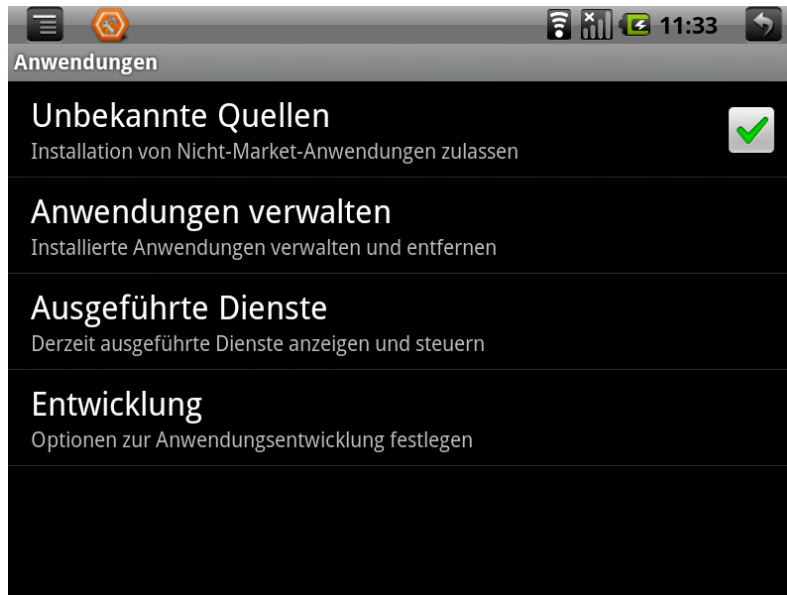 11:33
Anwendungen
Unbekannte Quellen
Installation von Nicht-Market-Anwendungen zulassen
Anwendungen verwalten
Installierte Anwendungen verwalten und entfernen
Ausgeführte Dienste
Derzeit ausgeführte Dienste anzeigen und steuern
Entwicklung
Optionen zur Anwendungsentwicklung festlegen